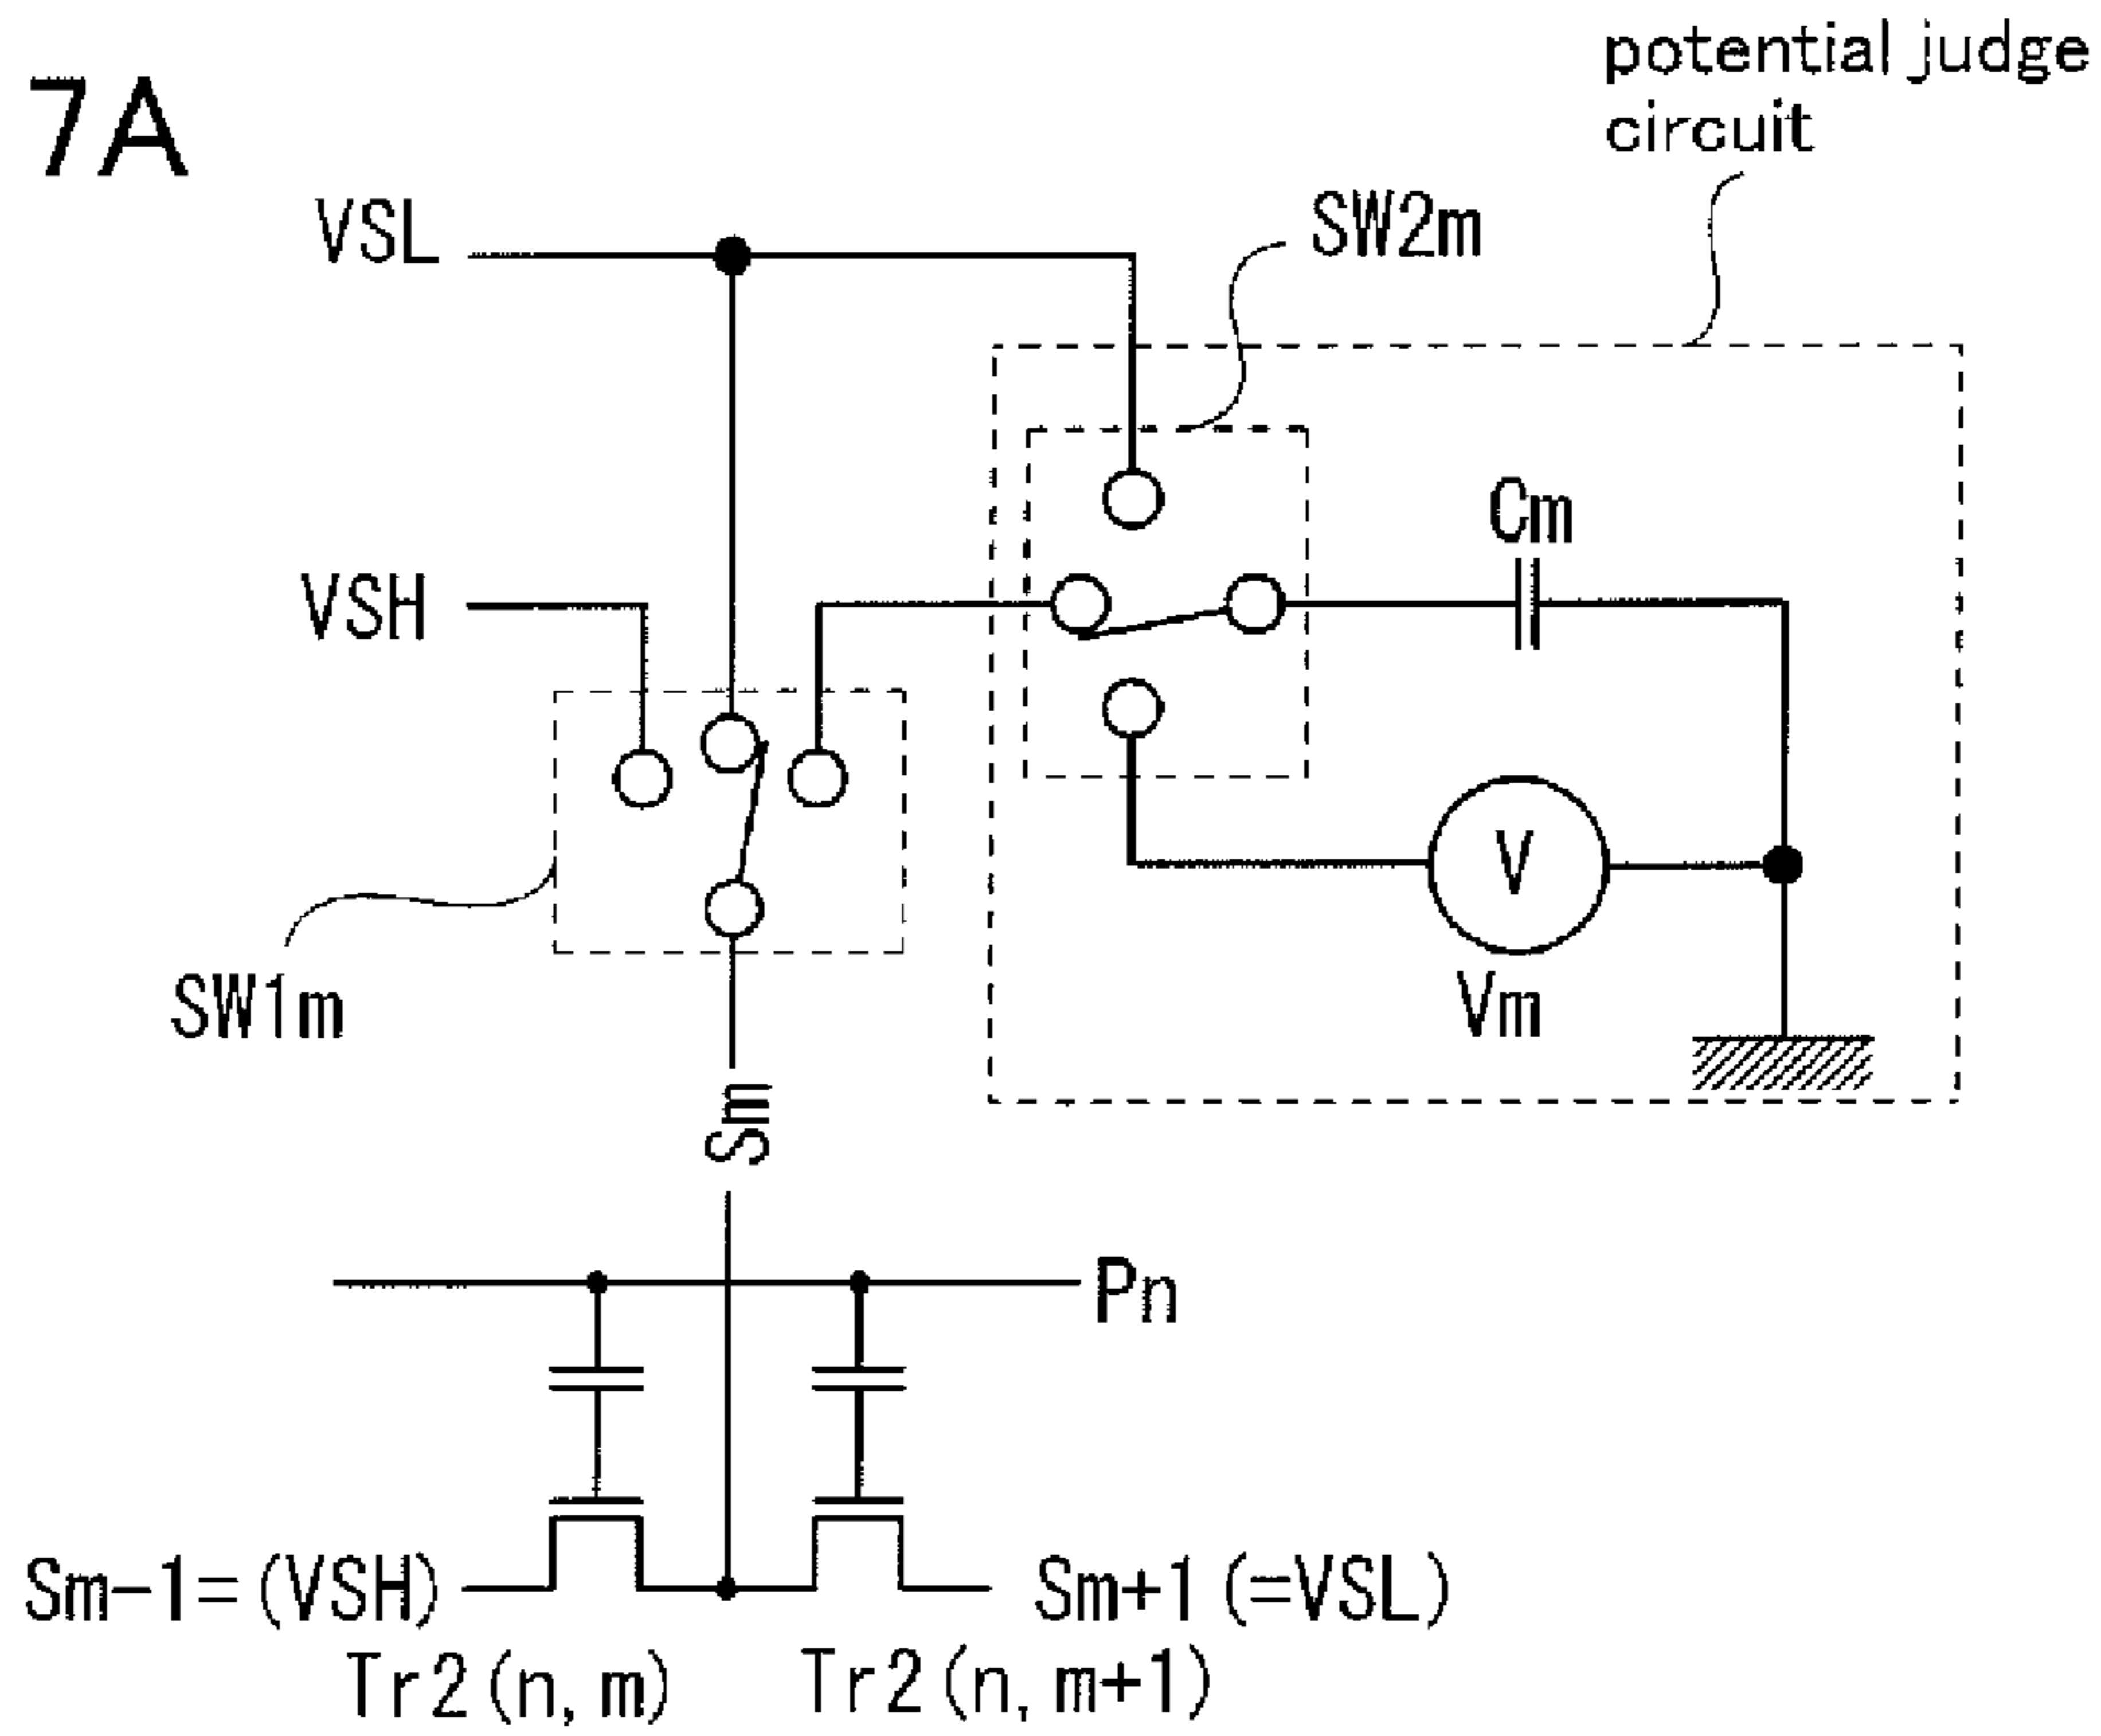 7A
potential judge
circuit
VSL
SW2m
Cm
VSH
V
Vm
SW1m
Sm
Pn
Sm-1=(VSH)
Sm+1(=VSL)
Tr2(n,m)
Tr2(n,m+1)